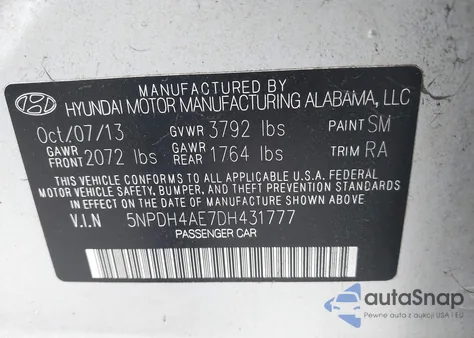 MANUFACTURED BY
HYUNDAI MOTOR MANUFACTURING ALABAMA, LLC
Oct/07/13 GVWR 3792 lbs PAINT SM
GAWR FRONT 2072 lbs GAWR REAR 1764 lbs TRIM RA
THIS VEHICLE CONFORMS TO ALL APPLICABLE U.S.A. FEDERAL
MOTOR VEHICLE SAFETY, BUMPER, AND THEFT PREVENTION
STANDARDS IN EFFECT ON THE DATE OF MANUFACTURE SHOWN ABOVE.
V.I.N 5NPDH4AE7DH431777
PASSENGER CAR
autoSnap
Pewne auta z USA i EU